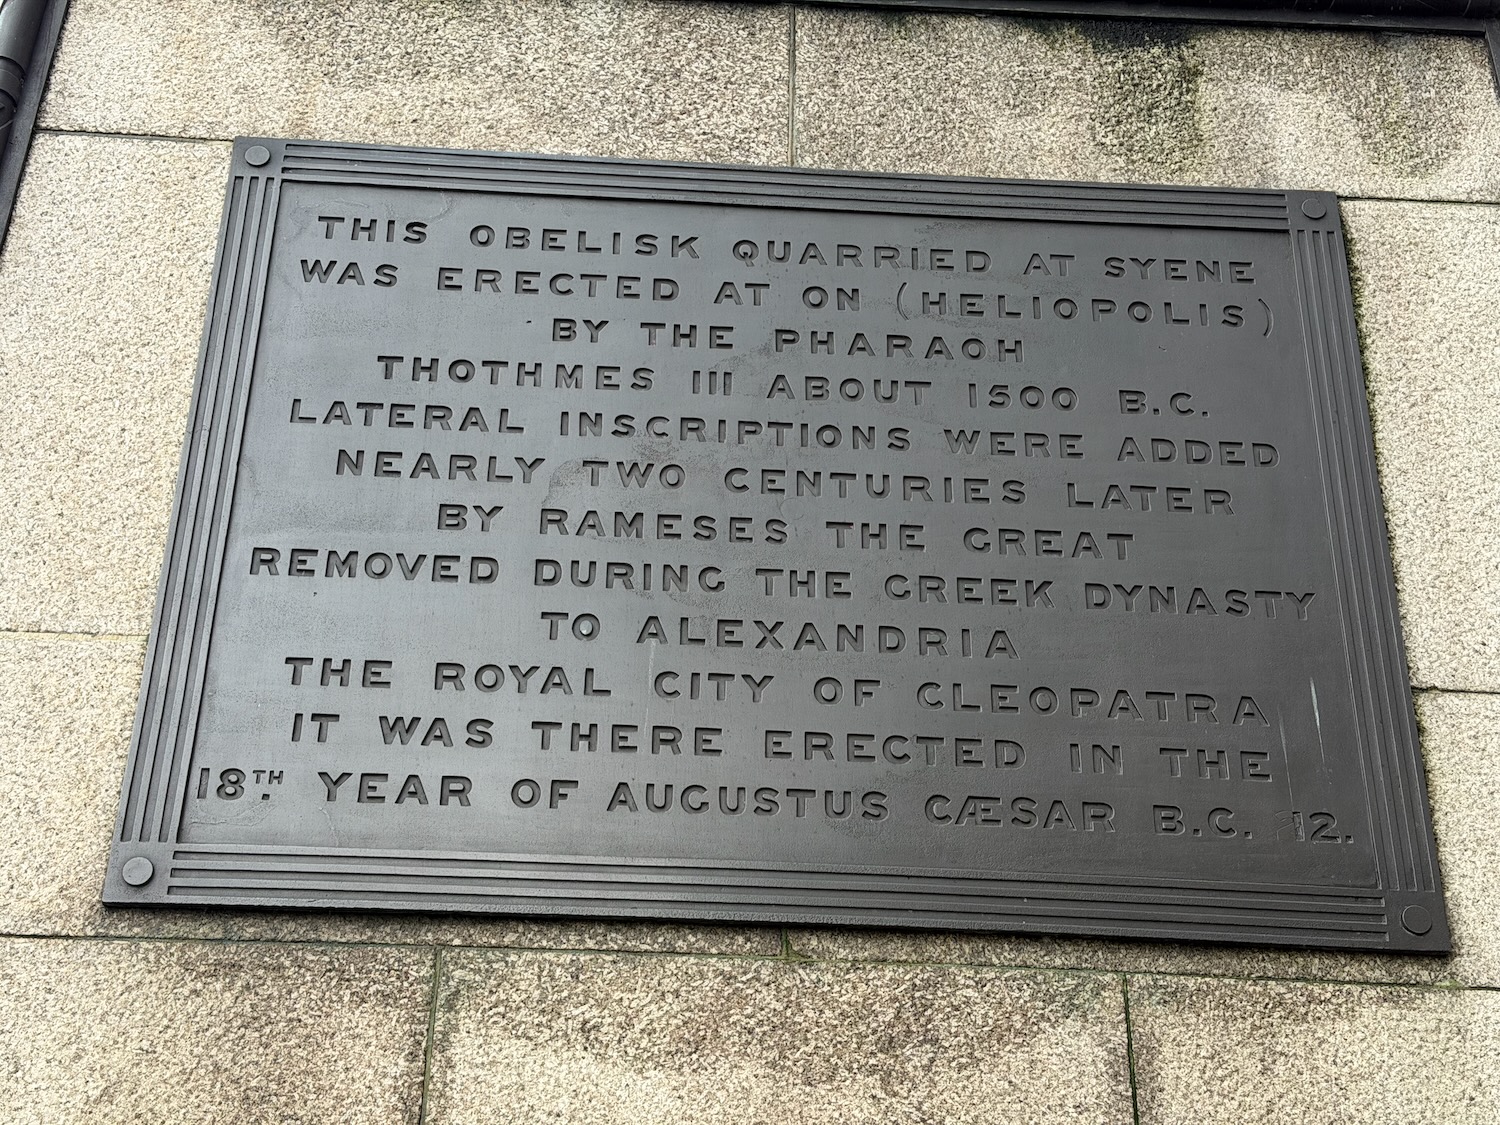 THIS OBELISK QUARRIED AT SYENE
WAS ERECTED AT ON (HELIOPOLIS)
BY THE PHARAOH
THOTHMES III ABOUT 1500 B.C.
LATERAL INSCRIPTIONS WERE ADDED
NEARLY TWO CENTURIES LATER
BY RAMESES THE GREAT
REMOVED DURING THE GREEK DYNASTY
TO ALEXANDRIA
THE ROYAL CITY OF CLEOPATRA
IT WAS THERE ERECTED IN THE
18TH. YEAR OF AUGUSTUS CÆSAR B.C. 12.